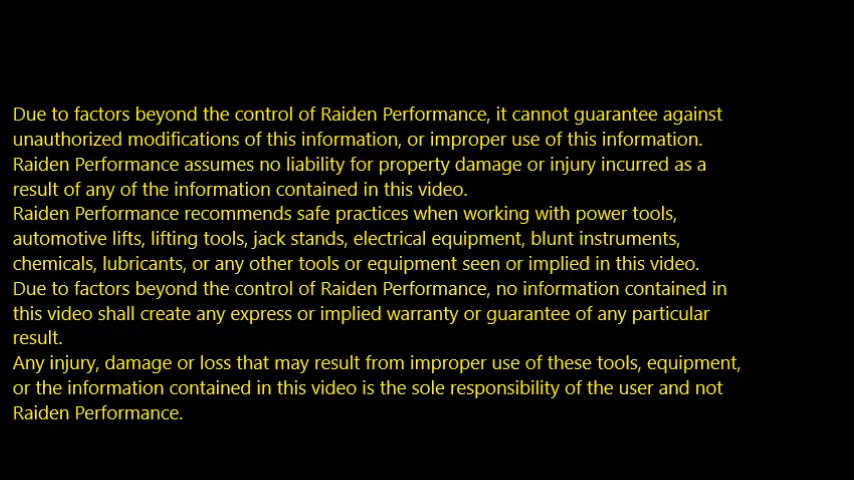 Due to factors beyond the control of Raiden Performance, it cannot guarantee against
unauthorized modifications of this information, or improper use of this information.
Raiden Performance assumes no liability for property damage or injury incurred as a
result of any of the information contained in this video.
Raiden Performance recommends safe practices when working with power tools,
automotive lifts, lifting tools, jack stands, electrical equipment, blunt instruments,
chemicals, lubricants, or any other tools or equipment seen or implied in this video.
Due to factors beyond the control of Raiden Performance, no information contained in
this video shall create any express or implied warranty or guarantee of any particular
result.
Any injury, damage or loss that may result from improper use of these tools, equipment,
or the information contained in this video is the sole responsibility of the user and not
Raiden Performance.